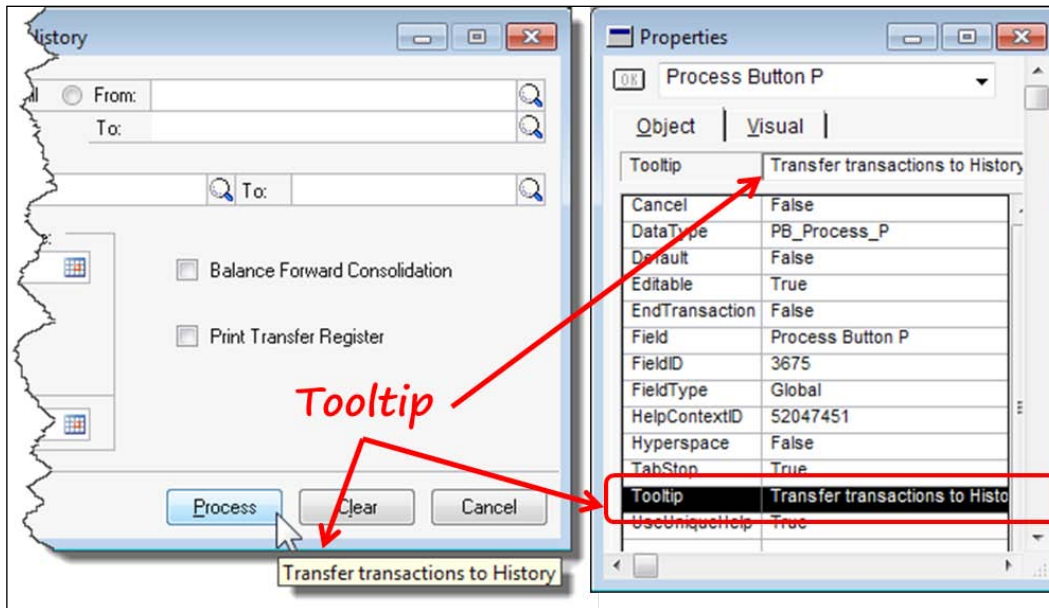 History
From:
To:
To:
Balance Forward Consolidation
Print Transfer Register
Tooltip
Process
Clear
Cancel
Transfer transactions to History
Properties
OK Process Button P
Object Visual
Tooltip Transfer transactions to History
Cancel False
DataType PB_Process_P
Default False
Editable True
EndTransaction False
Field Process Button P
FieldID 3675
FieldType Global
HelpContextID 52047451
Hyperspace False
TabStop True
Tooltip Transfer transactions to Histo
UseUniqueHelp True